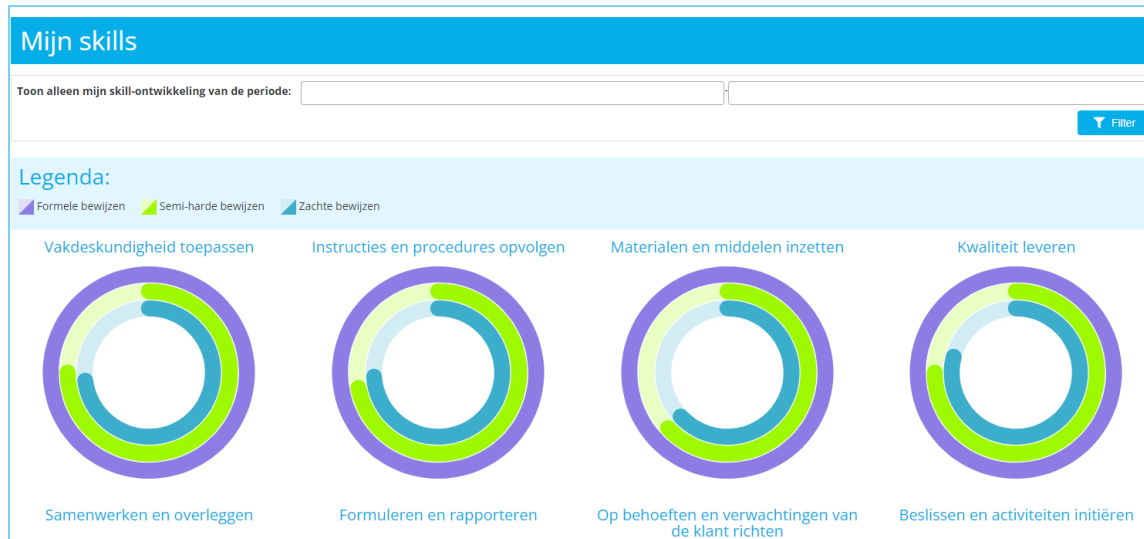 Mijn skills
Toon alleen mijn skill-ontwikkeling van de periode:
-
Filter
Legenda:
Formele bewijzen Semi-harde bewijzen Zachte bewijzen
Vakdeskundigheid toepassen Instructies en procedures opvolgen Materialen en middelen inzetten Kwaliteit leveren
Samenwerken en overleggen Formuleren en rapporteren Op behoeften en verwachtingen van Beslissen en activiteiten initiëren
de klant richten